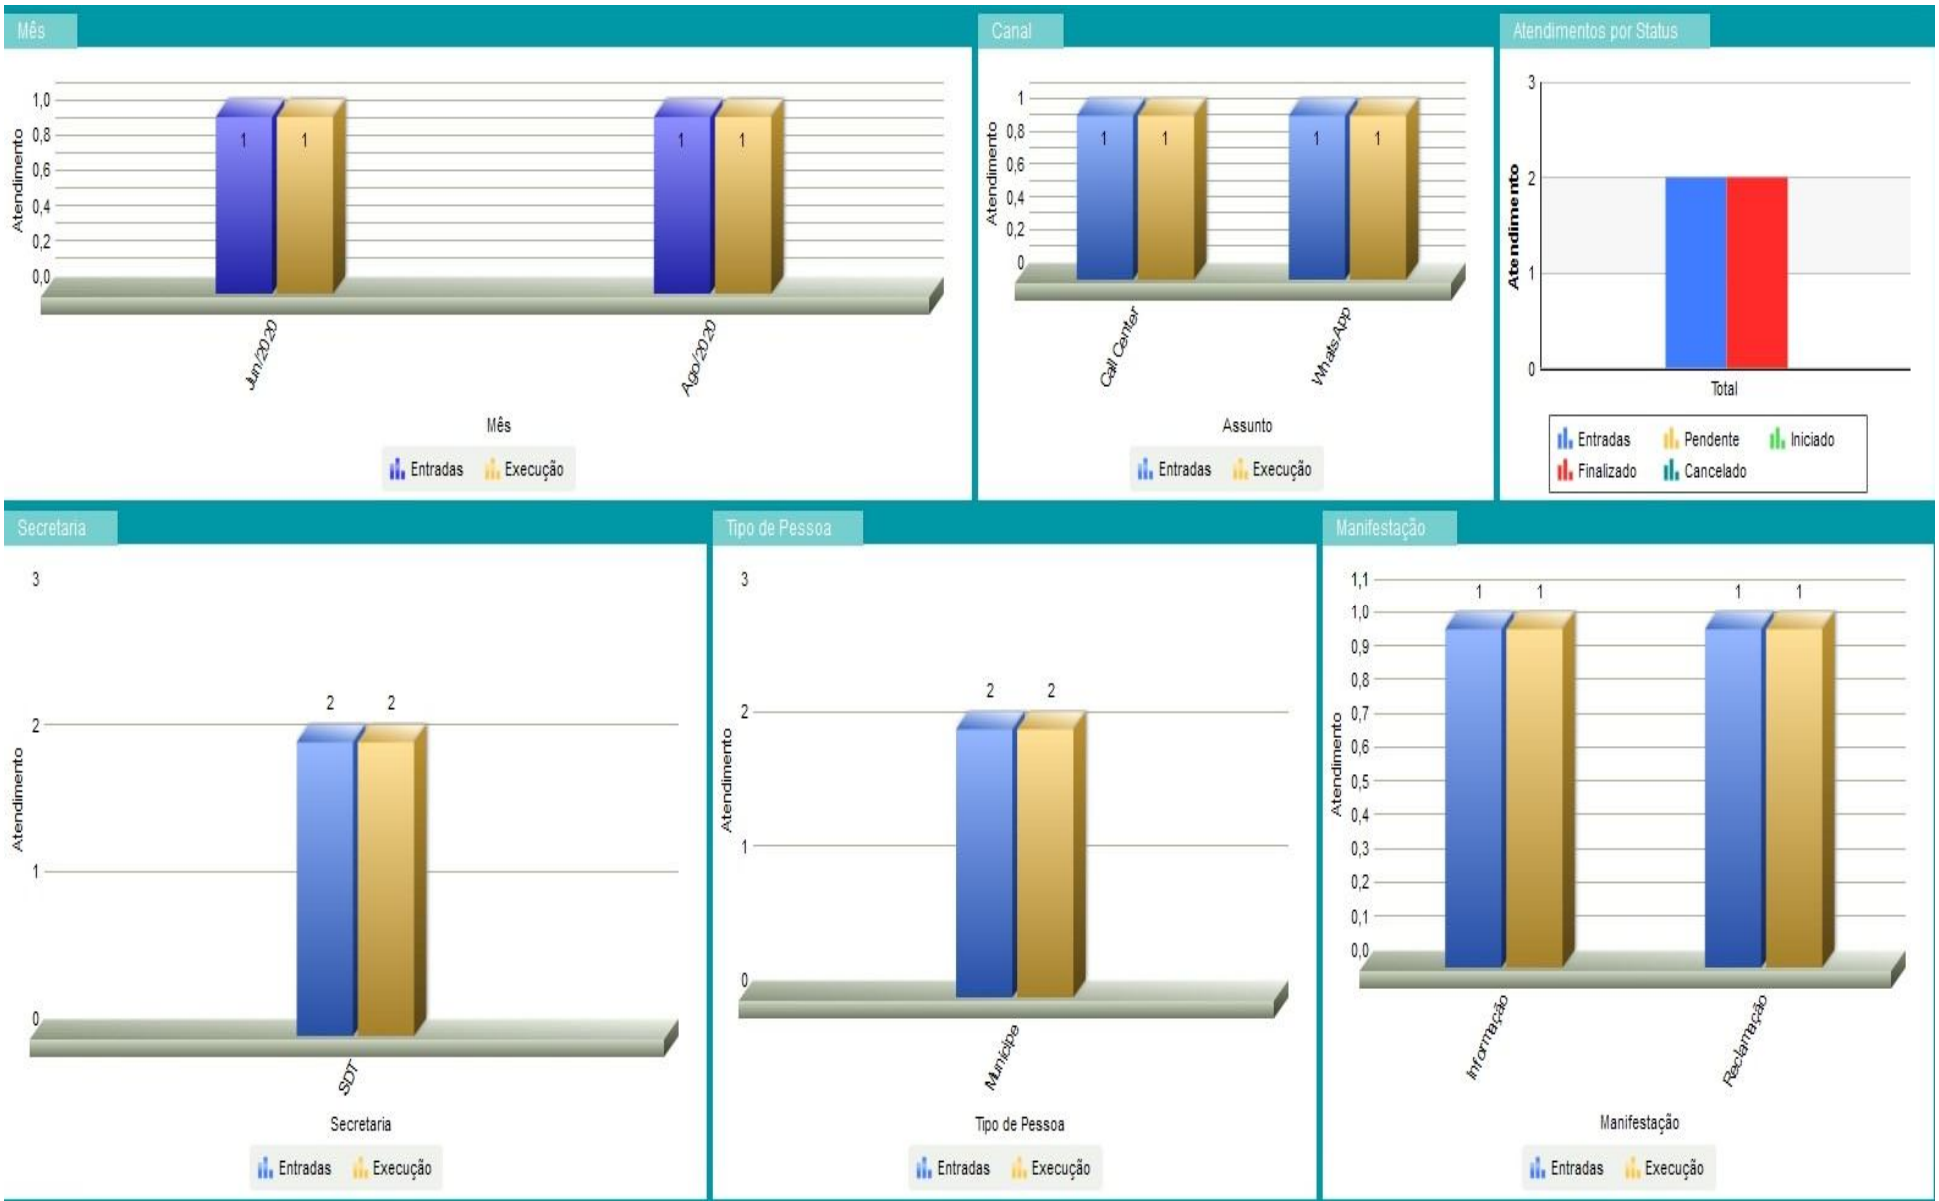 Mês
1,0
0,8
0,6
0,4
0,2
0,0
Atendimento
1 1
1 1
Jun/2020
Ago/2020
Mês
Entradas Execução
Canal
1
0,8
0,6
0,4
0,2
0
Atendimento
1 1
1 1
Call Center
WhatsApp
Assunto
Entradas Execução
Atendimentos por Status
3
2
1
0
Atendimento
Total
Entradas Pendente Iniciado
Finalizado Cancelado
Secretaria
3
2
1
0
Atendimento
2 2
SDT
Secretaria
Entradas Execução
Tipo de Pessoa
3
2
1
0
Atendimento
2 2
Munícipe
Tipo de Pessoa
Entradas Execução
Manifestação
1,1
1,0
0,9
0,8
0,7
0,6
0,5
0,4
0,3
0,2
0,1
0,0
Atendimento
1 1
1 1
Informação
Reclamação
Manifestação
Entradas Execução